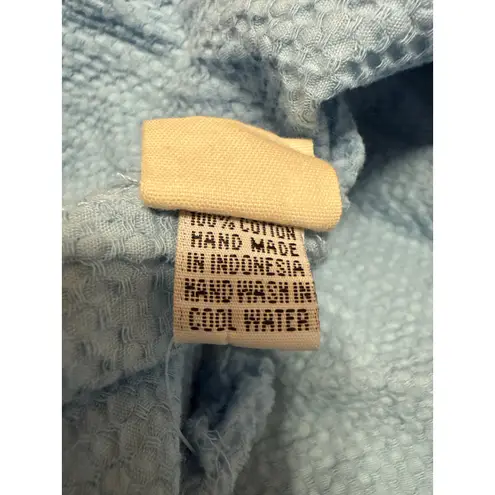 100% COTTON
HAND MADE
IN INDONESIA
HAND WASH IN
COOL WATER